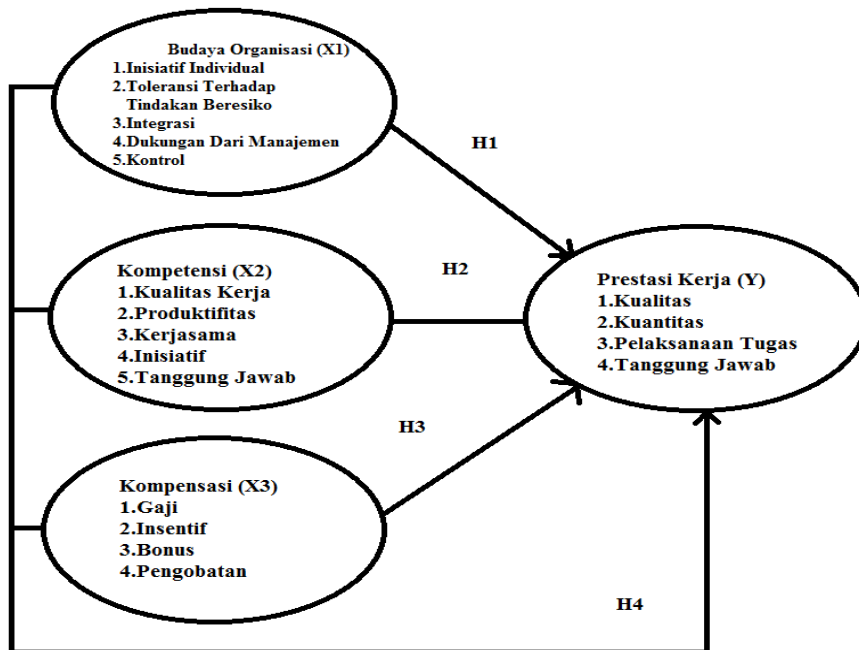 Budaya Organisasi (X1)
1.Inisiatif Individual
2.Toleransi Terhadap
Tindakan Beresiko
3.Integrasi
4.Dukungan Dari Manajemen
5.Kontrol
H1
Kompetensi (X2)
1.Kualitas Kerja
2.Produktifitas
3.Kerjasama
4.Inisiatif
5.Tanggung Jawab
H2
Prestasi Kerja (Y)
1.Kualitas
2.Kuantitas
3.Pelaksanaan Tugas
4.Tanggung Jawab
H3
Kompensasi (X3)
1.Gaji
2.Insentif
3.Bonus
4.Pengobatan
H4